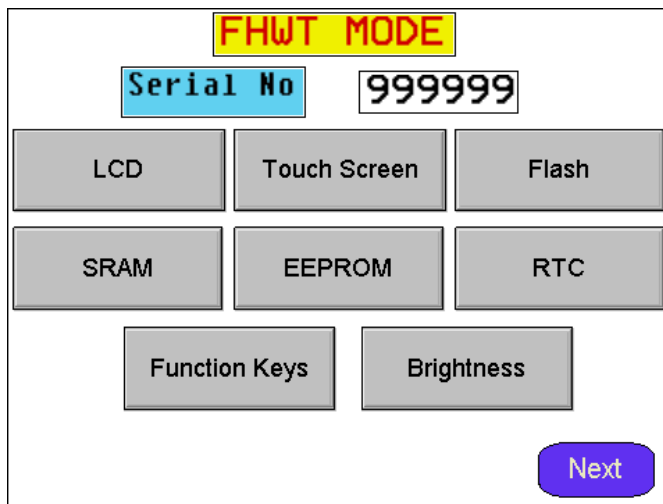 FHWT MODE
Serial No 999999
LCD Touch Screen Flash
SRAM EEPROM RTC
Function Keys Brightness
Next